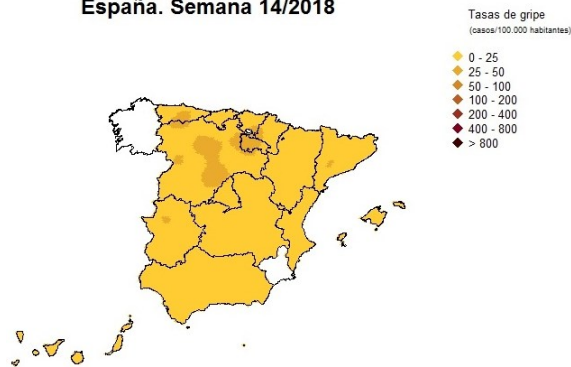 España. Semana 14/2018
Tasas de gripe
(casos/100.000 habitantes)
0 - 25
25 - 50
50 - 100
100 - 200
200 - 400
400 - 800
> 800